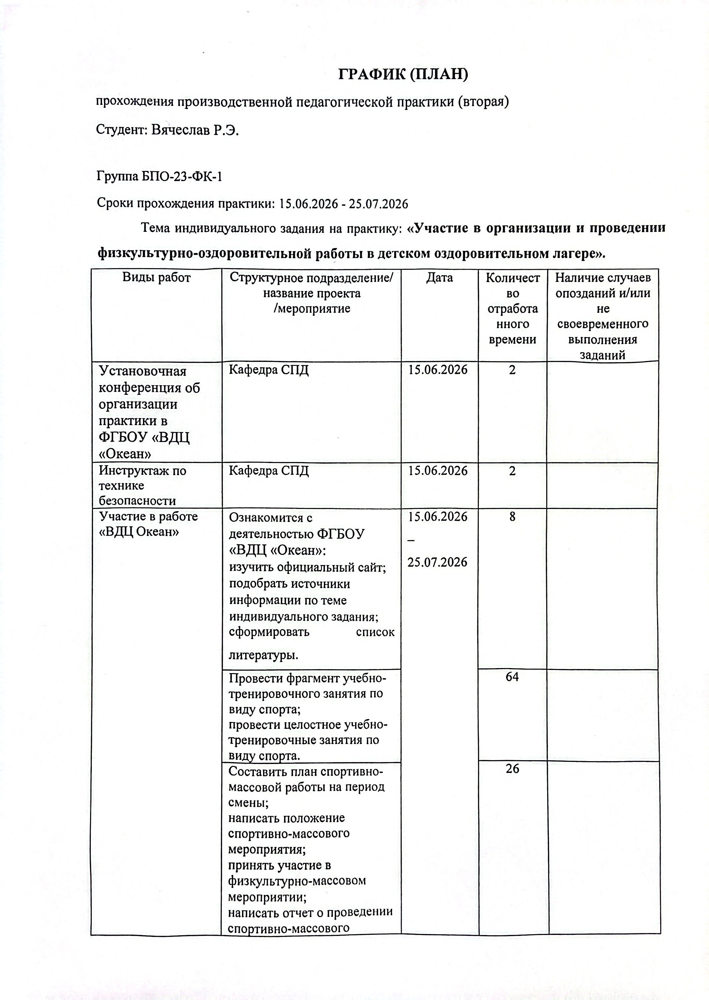 ГРАФИК (ПЛАН)
прохождения производственной педагогической практики (вторая)
Студент: Вячеслав Р.Э.
Группа БПО-23-ФК-1
Сроки прохождения практики: 15.06.2026 - 25.07.2026
Тема индивидуального задания на практику: «Участие в организации и проведении
физкультурно-оздоровительной работы в детском оздоровительном лагере».
Виды работ
Структурное подразделение/
название проекта
/мероприятие
Дата
Количест
во
отработа
нного
времени
Наличие случаев
опозданий и/или
не
своевременного
выполнения
заданий
Установочная
конференция об
организации
практики в
ФГБОУ «ВДЦ
«Океан»
Кафедра СПД
15.06.2026
2
Инструктаж по
технике
безопасности
Кафедра СПД
15.06.2026
2
Участие в работе
«ВДЦ Океан»
Ознакомится с
деятельностью ФГБОУ
«ВДЦ «Океан»:
изучить официальный сайт;
подобрать источники
информации по теме
индивидуального задания;
сформировать список
литературы.
15.06.2026
–
25.07.2026
8
Провести фрагмент учебно-
тренировочного занятия по
виду спорта;
провести целостное учебно-
тренировочные занятия по
виду спорта.
64
Составить план спортивно-
массовой работы на период
смены;
написать положение
спортивно-массового
мероприятия;
принять участие в
физкультурно-массовом
мероприятии;
написать отчет о проведении
спортивно-массового
26